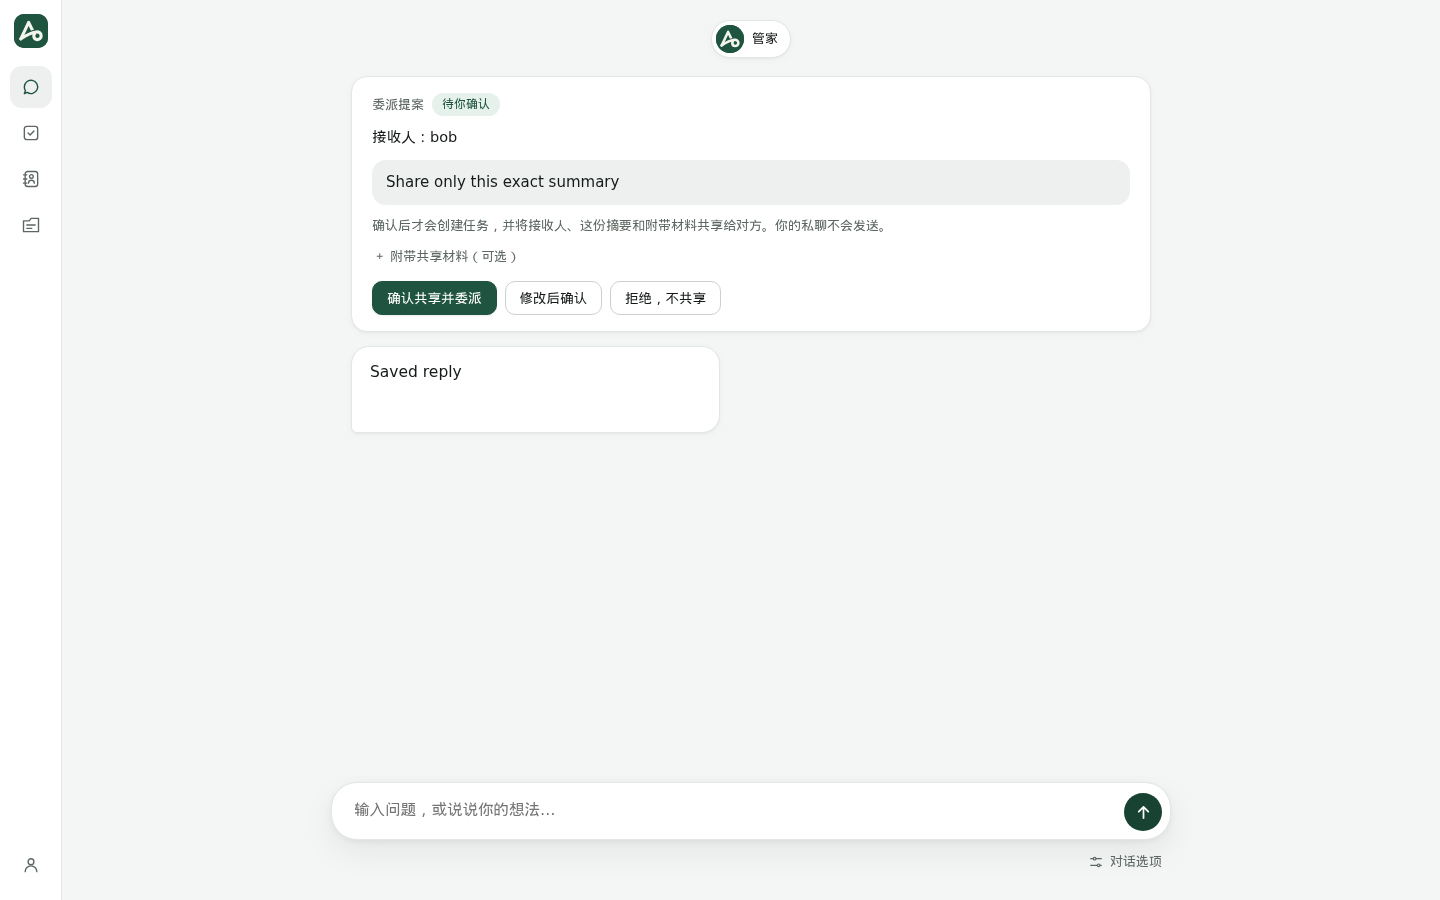 管家
委派提案 待你确认
接收人：bob
Share only this exact summary
确认后才会创建任务，并将接收人、这份摘要和附带材料共享给对方。你的私聊不会发送。
+ 附带共享材料（可选）
确认共享并委派 修改后确认 拒绝，不共享
Saved reply
输入问题，或说说你的想法...
对话选项